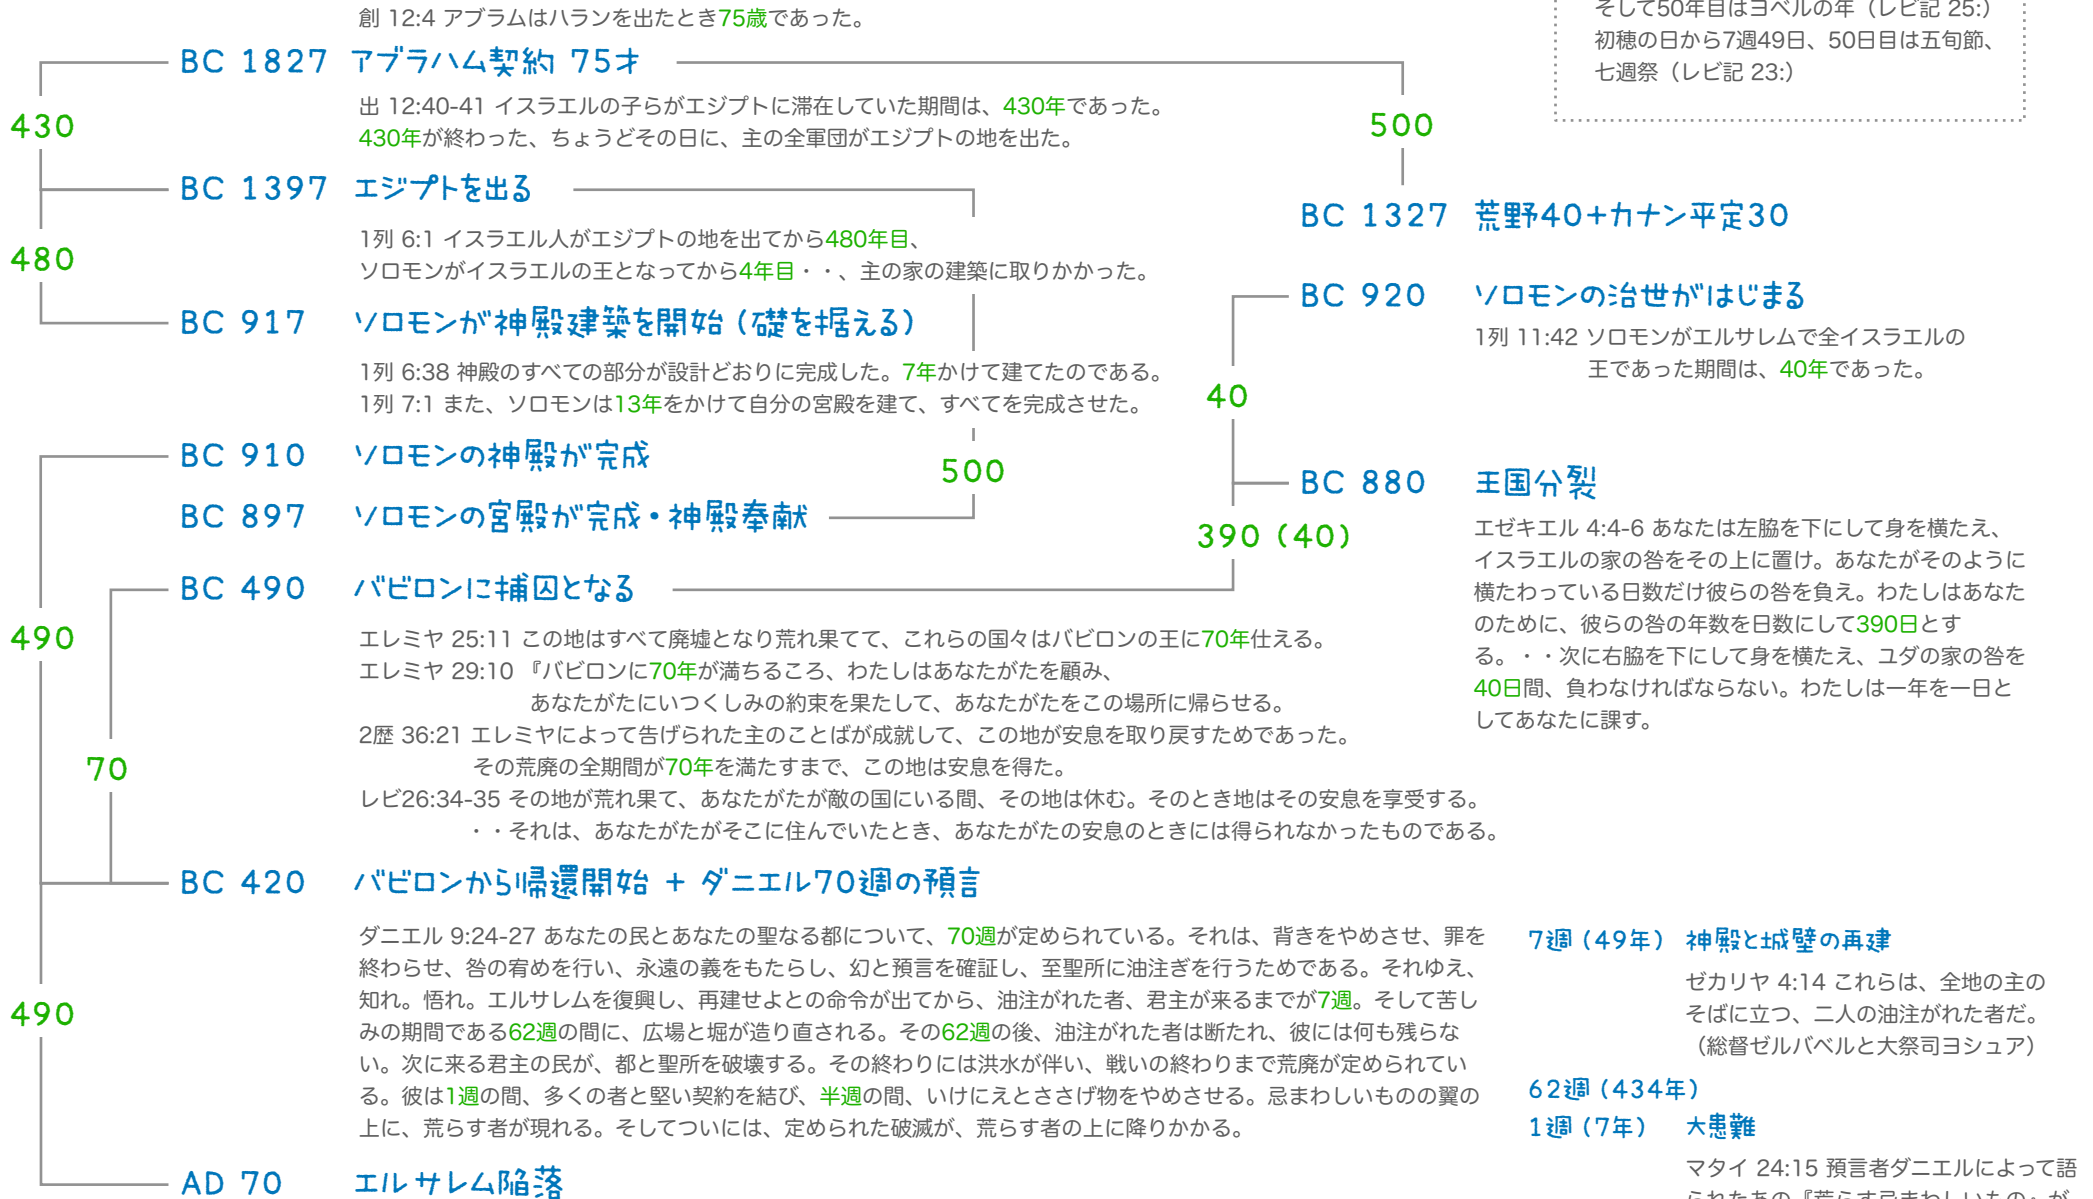 創 12:4 アブラムはハランを出たとき75歳であった。
BC 1827 アブラハム契約 75才
430
出 12:40-41 イスラエルの子らがエジプトに滞在していた期間は、430年であった。
430年が終わった、ちょうどその日に、主の全軍団がエジプトの地を出た。
BC 1397 エジプトを出る
480
1列 6:1 イスラエル人がエジプトの地を出てから480年目、
ソロモンがイスラエルの王となってから4年目・・、主の家の建築に取りかかった。
BC 917 ソロモンが神殿建築を開始（礎を据える）
1列 6:38 神殿のすべての部分が設計どおりに完成した。7年かけて建てたのである。
1列 7:1 また、ソロモンは13年をかけて自分の宮殿を建て、すべてを完成させた。
BC 910 ソロモンの神殿が完成
500
BC 897 ソロモンの宮殿が完成・神殿奉献
BC 490 バビロンに捕囚となる
490
エレミヤ 25:11 この地はすべて廃墟となり荒れ果てて、これらの国々はバビロンの王に70年仕える。
エレミヤ 29:10 『バビロンに70年が満ちるころ、わたしはあなたがたを顧み、
あなたがたにいつくしみの約束を果たして、あなたがたをこの場所に帰らせる。
2歴 36:21 エレミヤによって告げられた主のことばが成就して、この地が安息を取り戻すためであった。
その荒廃の全期間が70年を満たすまで、この地は安息を得た。
70
レビ26:34-35 その地が荒れ果て、あなたがたが敵の国にいる間、その地は休む。そのとき地はその安息を享受する。
・・それは、あなたがたがそこに住んでいたとき、あなたがたの安息のときには得られなかったものである。
BC 420 バビロンから帰還開始 + ダニエル70週の預言
490
ダニエル 9:24-27 あなたの民とあなたの聖なる都について、70週が定められている。それは、背きをやめさせ、罪を
終わらせ、咎の宥めを行い、永遠の義をもたらし、幻と預言を確証し、至聖所に油注ぎを行うためである。それゆえ、
知れ。悟れ。エルサレムを復興し、再建せよとの命令が出てから、油注がれた者、君主が来るまでが7週。そして苦し
みの期間である62週の間に、広場と堀が造り直される。その62週の後、油注がれた者は断たれ、彼には何も残らな
い。次に来る君主の民が、都と聖所を破壊する。その終わりには洪水が伴い、戦いの終わりまで荒廃が定められてい
る。彼は1週の間、多くの者と堅い契約を結び、半週の間、いけにえとささげ物をやめさせる。忌まわしいものの翼の
上に、荒らす者が現れる。そしてついには、定められた破滅が、荒らす者の上に降りかかる。
AD 70 エルサレム陥落
そして50年目はヨベルの年（レビ記 25:）
初穂の日から7週49日、50日目は五旬節、
七週祭（レビ記 23:）
500
BC 1327 荒野40+カナン平定30
BC 920 ソロモンの治世がはじまる
1列 11:42 ソロモンがエルサレムで全イスラエルの
王であった期間は、40年であった。
40
BC 880 王国分裂
390（40）
エゼキエル 4:4-6 あなたは左脇を下にして身を横たえ、
イスラエルの家の咎をその上に置け。あなたがそのように
横たわっている日数だけ彼らの咎を負え。わたしはあなた
のために、彼らの咎の年数を日数にして390日とす
る。・・次に右脇を下にして身を横たえ、ユダの家の咎を
40日間、負わなければならない。わたしは一年を一日と
してあなたに課す。
7週（49年） 神殿と城壁の再建
ゼカリヤ 4:14 これらは、全地の主の
そばに立つ、二人の油注がれた者だ。
（総督ゼルバベルと大祭司ヨシュア）
62週（434年）
1週（7年） 大患難
マタイ 24:15 預言者ダニエルによって語
られたあの『荒らす忌まわしいもの』が